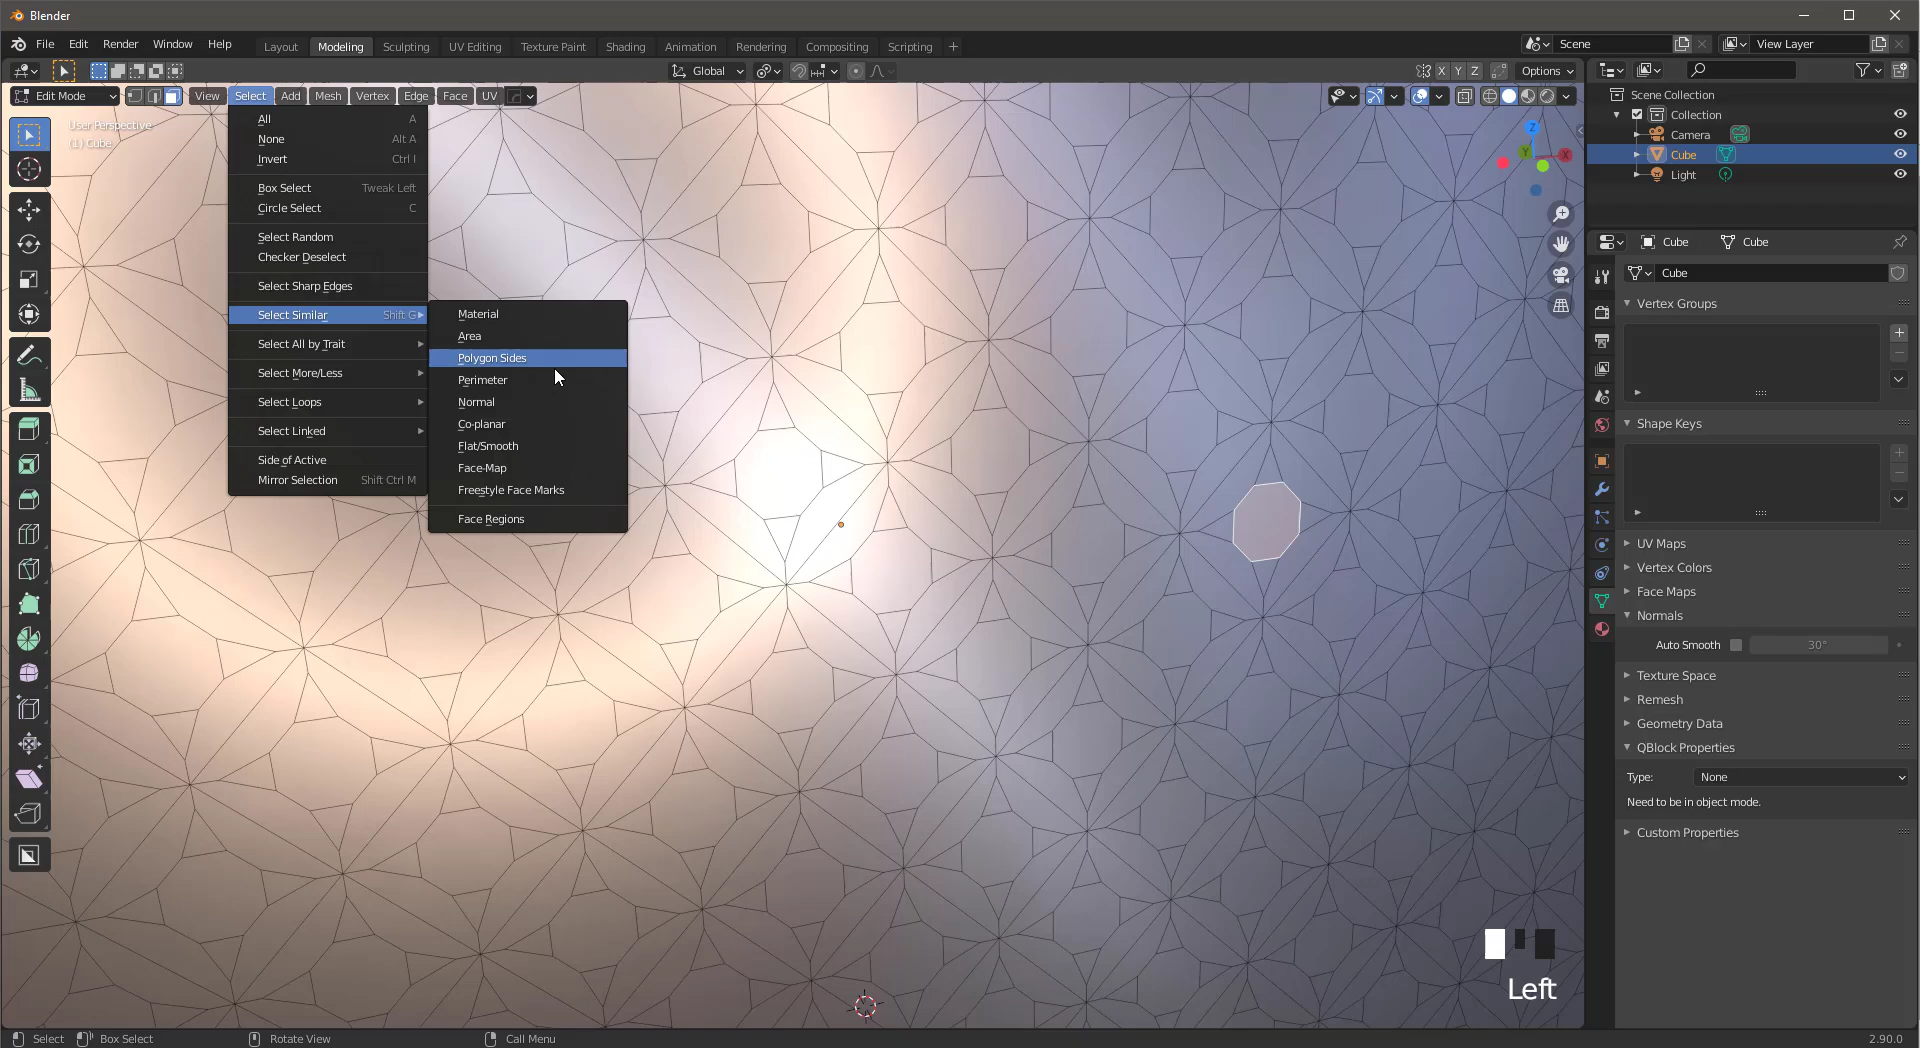 Blender
File Edit Render Window Help Layout Modeling Sculpting UV Editing Texture Paint Shading Animation Rendering Compositing Scripting + Scene View Layer
Global X Y Z Options
Edit Mode View Select Add Mesh Vertex Edge Face UV
User Perspective
(1) Cube
All A
None Alt A
Invert Ctrl I
Box Select Tweak Left
Circle Select C
Select Random
Checker Deselect
Select Sharp Edges
Select Similar Shift G
Select All by Trait
Select More/Less
Select Loops
Select Linked
Side of Active
Mirror Selection Shift Ctrl M
Material
Area
Polygon Sides
Perimeter
Normal
Co-planar
Flat/Smooth
Face-Map
Freestyle Face Marks
Face Regions
Z
Y X
Scene Collection
Collection
Camera
Cube
Light
Cube Cube
Cube
Vertex Groups
Shape Keys
UV Maps
Vertex Colors
Face Maps
Normals
Auto Smooth 30°
Texture Space
Remesh
Geometry Data
QBlock Properties
Type: None
Need to be in object mode.
Custom Properties
Left
Select Box Select Rotate View Call Menu 2.90.0